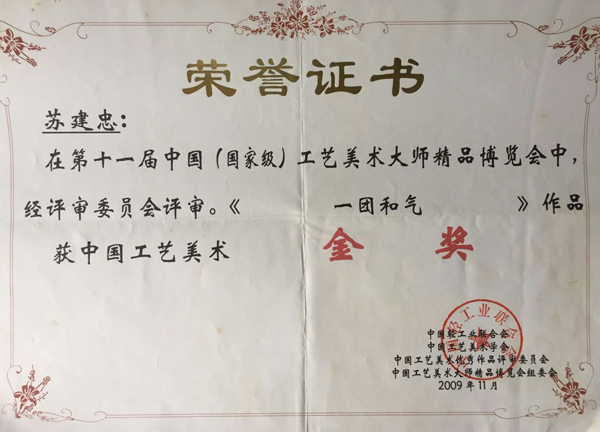 荣誉证书
苏建忠：
在第十一届中国（国家级）工艺美术大师精品博览会中，
经评审委员会评审。《 一团和气 》作品
获中国工艺美术 金 奖
中国轻工业联合会
中国工艺美术学会
中国工艺美术优秀作品评审委员会
中国工艺美术大师精品博览会组委会
2009年11月